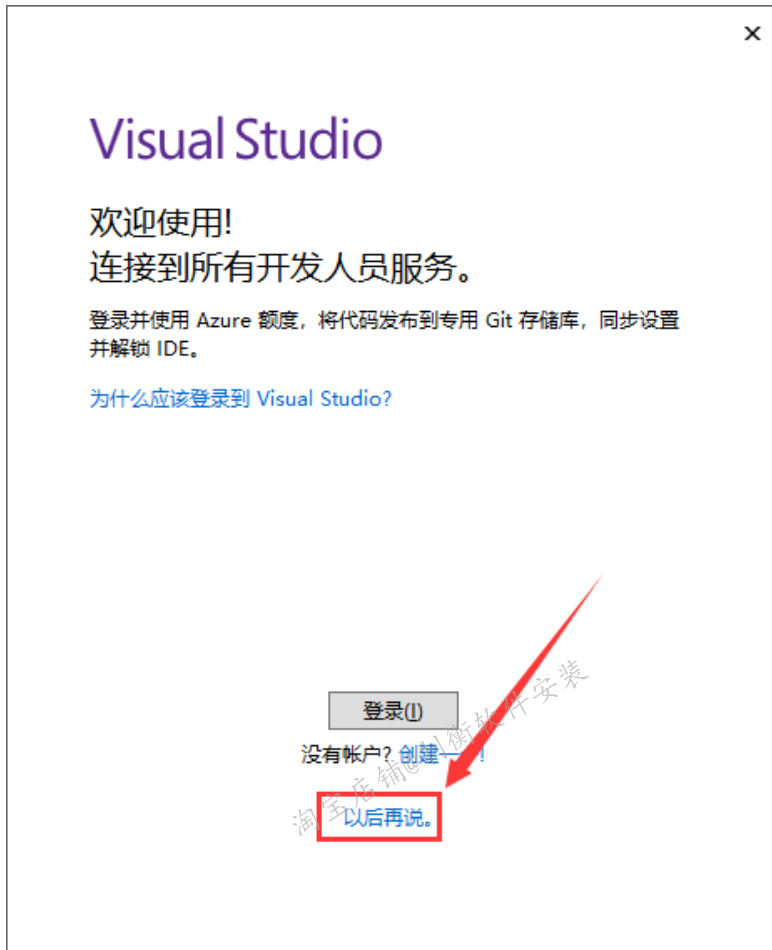 Visual Studio
欢迎使用!
连接到所有开发人员服务。
登录并使用 Azure 额度，将代码发布到专用 Git 存储库，同步设置
并解锁 IDE。
为什么应该登录到 Visual Studio?
登录(I)
没有帐户? 创建一个!
以后再说。
淘宝店铺@川衡软件安装